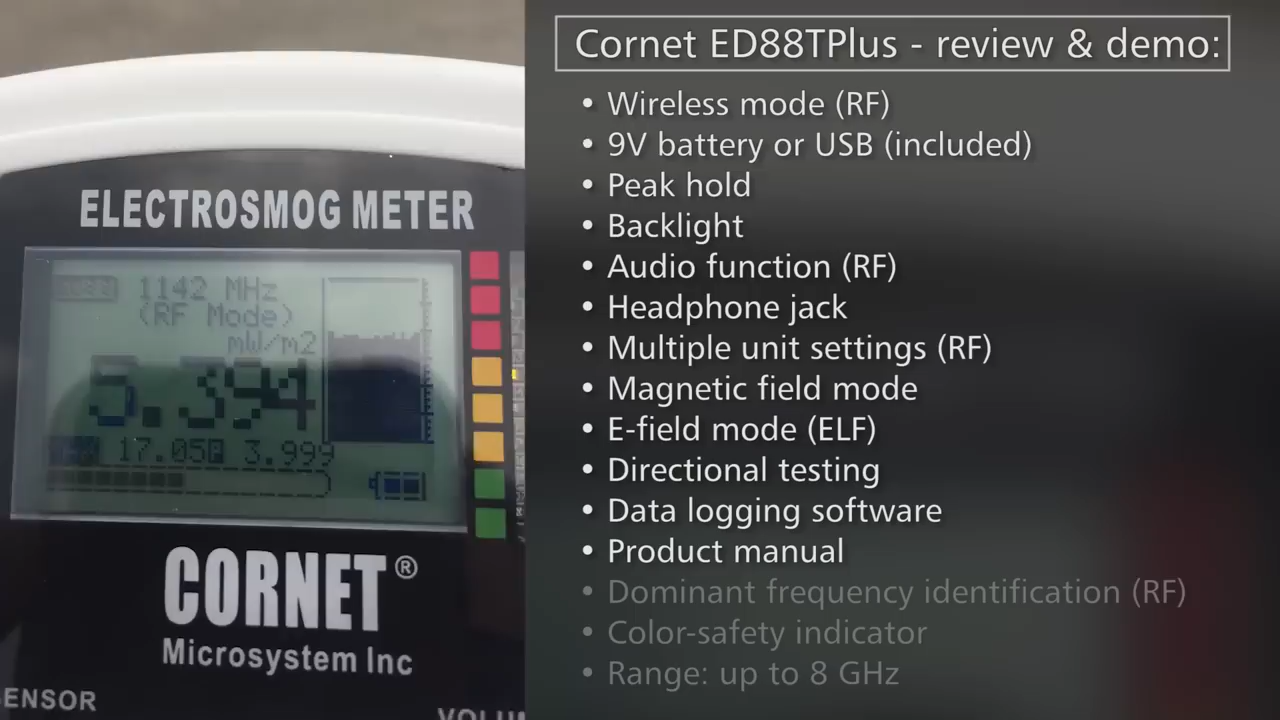 ELECTROSMOG METER
1142 MHz
(RF Mode)
mW/m2
5.394
17.05 3.999
CORNET®
Microsystem Inc
SENSOR
Cornet ED88TPlus - review & demo:
• Wireless mode (RF)
• 9V battery or USB (included)
• Peak hold
• Backlight
• Audio function (RF)
• Headphone jack
• Multiple unit settings (RF)
• Magnetic field mode
• E-field mode (ELF)
• Directional testing
• Data logging software
• Product manual
• Dominant frequency identification (RF)
• Color-safety indicator
• Range: up to 8 GHz